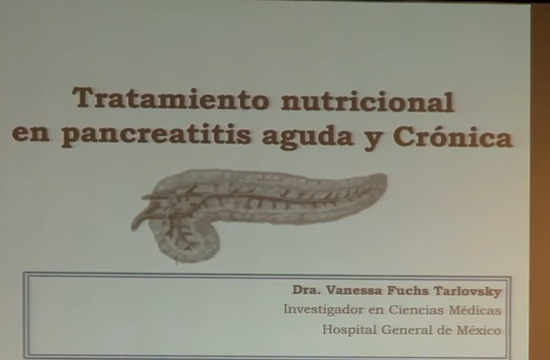 Tratamiento nutricional
en pancreatitis aguda y Crónica
Dra. Vanessa Fuchs Tarlovsky
Investigador en Ciencias Médicas
Hospital General de México